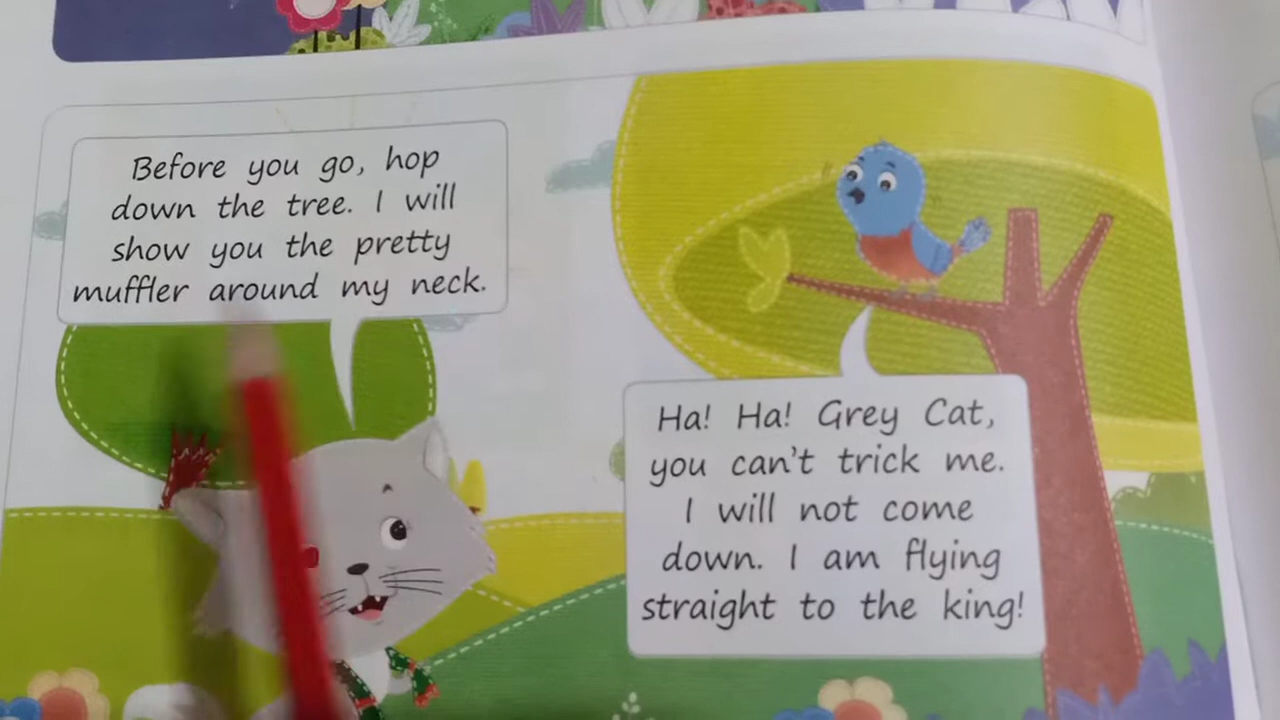 Before you go, hop
down the tree. I will
show you the pretty
muffler around my neck.
Ha! Ha! Grey Cat,
you can't trick me.
I will not come
down. I am flying
straight to the king!